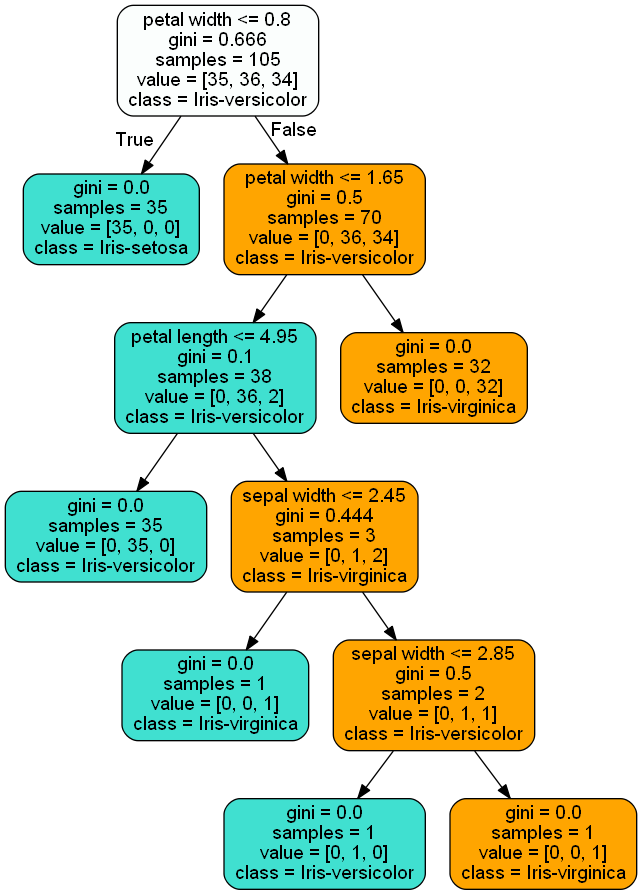 petal width <= 0.8
gini = 0.666
samples = 105
value = [35, 36, 34]
class = Iris-versicolor
True
False
gini = 0.0
samples = 35
value = [35, 0, 0]
class = Iris-setosa
petal width <= 1.65
gini = 0.5
samples = 70
value = [0, 36, 34]
class = Iris-versicolor
petal length <= 4.95
gini = 0.1
samples = 38
value = [0, 36, 2]
class = Iris-versicolor
gini = 0.0
samples = 32
value = [0, 0, 32]
class = Iris-virginica
gini = 0.0
samples = 35
value = [0, 35, 0]
class = Iris-versicolor
sepal width <= 2.45
gini = 0.444
samples = 3
value = [0, 1, 2]
class = Iris-virginica
gini = 0.0
samples = 1
value = [0, 0, 1]
class = Iris-virginica
sepal width <= 2.85
gini = 0.5
samples = 2
value = [0, 1, 1]
class = Iris-versicolor
gini = 0.0
samples = 1
value = [0, 1, 0]
class = Iris-versicolor
gini = 0.0
samples = 1
value = [0, 0, 1]
class = Iris-virginica